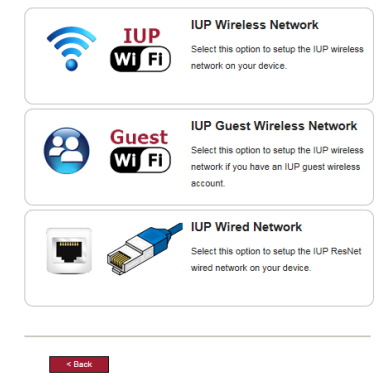 IUP
Wi Fi
IUP Wireless Network
Select this option to setup the IUP wireless
network on your device.
Guest
Wi Fi
IUP Guest Wireless Network
Select this option to setup the IUP wireless
network if you have an IUP guest wireless
account.
IUP Wired Network
Select this option to setup the IUP ResNet
wired network on your device.
< Back